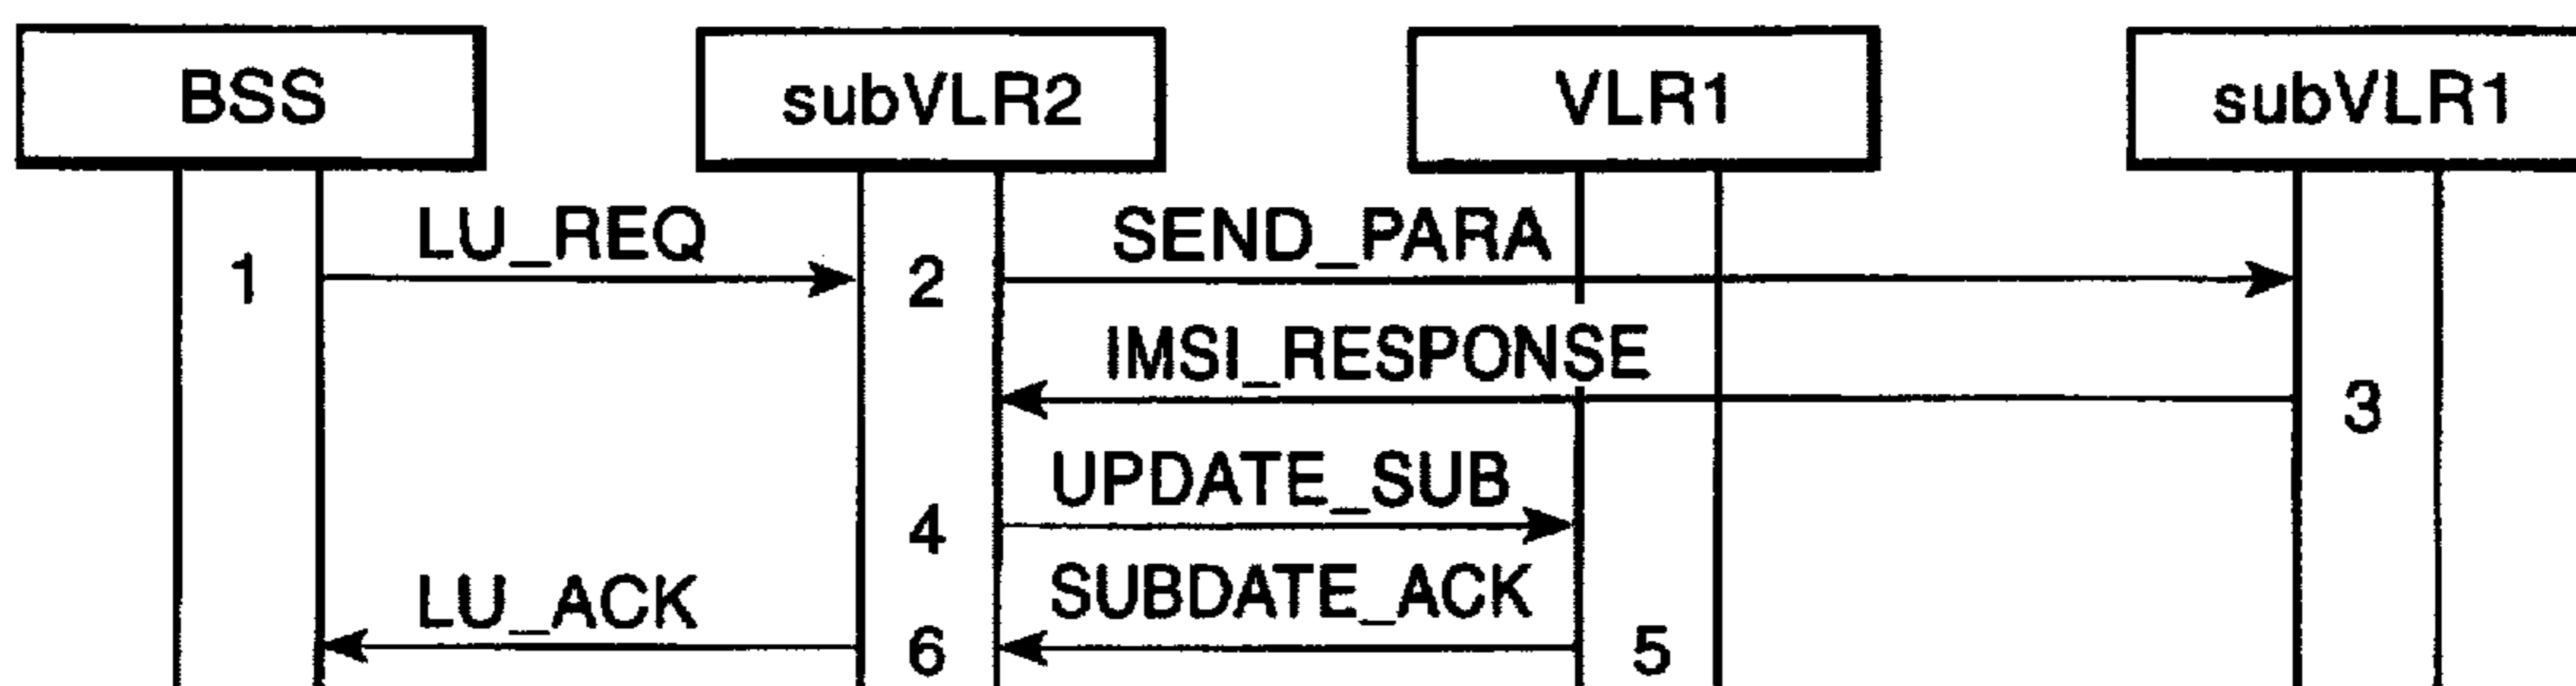 BSS subVLR2 VLR1 subVLR1
LU_REQ SEND_PARA
1 2
IMSI_RESPONSE
3
UPDATE_SUB
4
LU_ACK SUBDATE_ACK
6 5